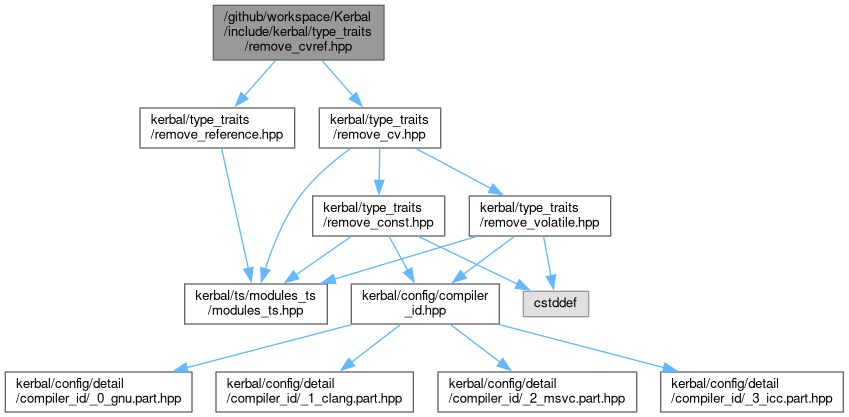 /github/workspace/Kerbal
/include/kerbal/type_traits
/remove_cvref.hpp
kerbal/type_traits
/remove_reference.hpp
kerbal/type_traits
/remove_cv.hpp
kerbal/type_traits
/remove_const.hpp
kerbal/type_traits
/remove_volatile.hpp
kerbal/ts/modules_ts
/modules_ts.hpp
kerbal/config/compiler
_id.hpp
cstddef
kerbal/config/detail
/compiler_id/_0_gnu.part.hpp
kerbal/config/detail
/compiler_id/_1_clang.part.hpp
kerbal/config/detail
/compiler_id/_2_msvc.part.hpp
kerbal/config/detail
/compiler_id/_3_icc.part.hpp